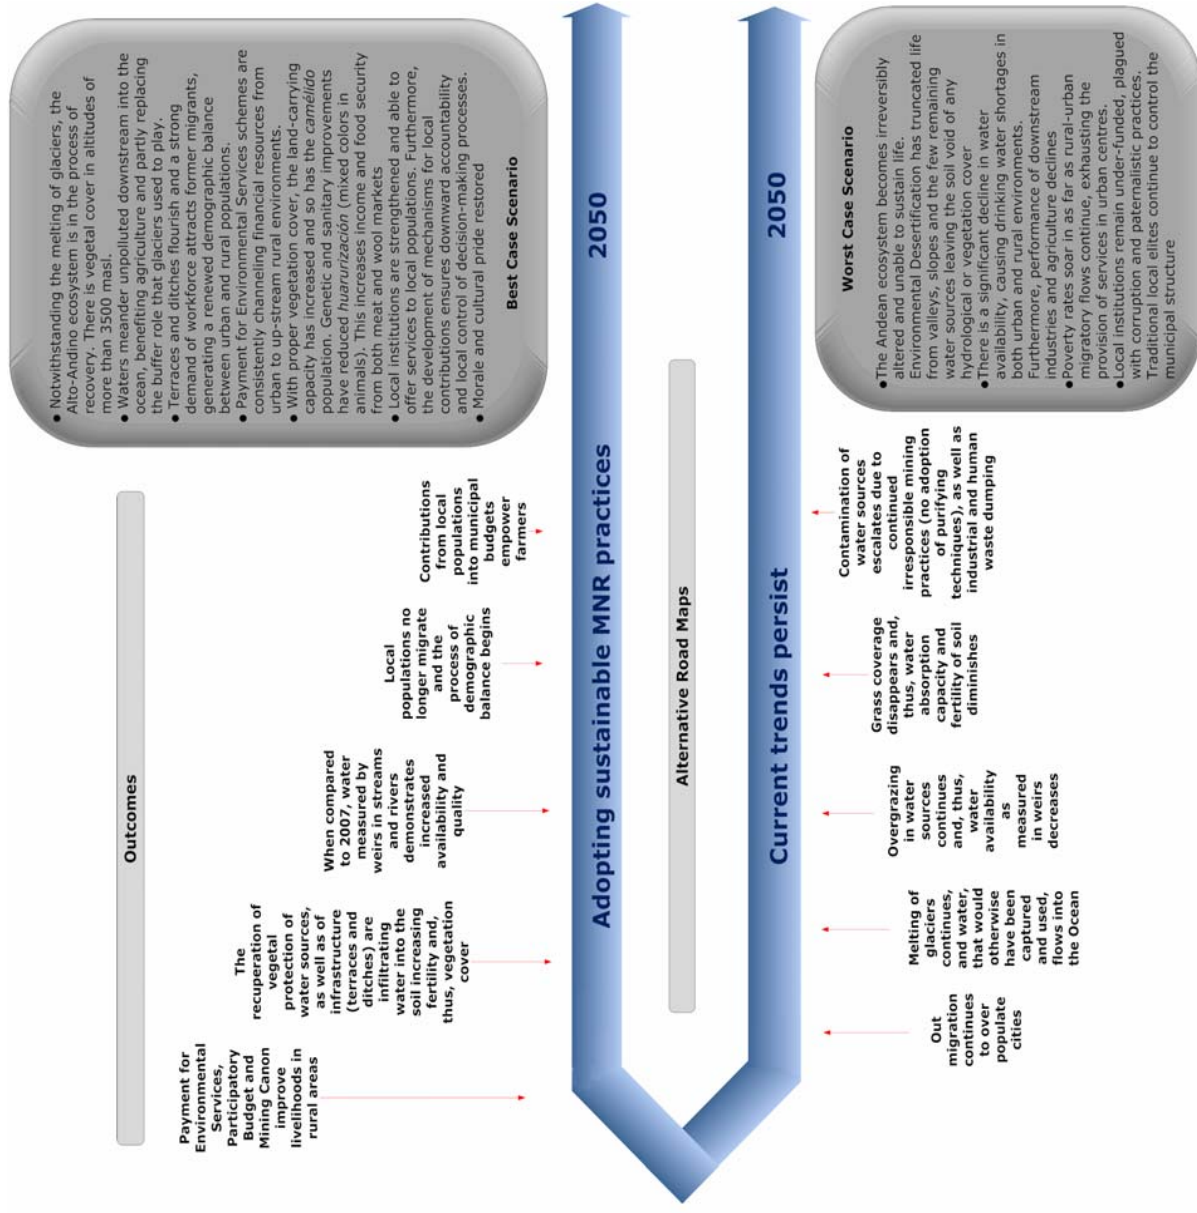 Outcomes
Payment for
Environmental
Services,
Participatory
Budget and
Mining Canon
improve
livelihoods in
rural areas
The
recuperation of
vegetal
protection of
water sources,
as well as of
infrastructure
(terraces and
ditches) are
infiltrating
water into the
soil increasing
fertility and,
thus, vegetation
cover
When compared
to 2007, water
measured by
weirs in streams
and rivers
demonstrates
increased
availability and
quality
Local
populations no
longer migrate
and the
process of
demographic
balance begins
Contributions
from local
populations
into municipal
budgets
empower
farmers
● Notwithstanding the melting of glaciers, the
Alto-Andino ecosystem is in the process of
recovery. There is vegetal cover in altitudes of
more than 3500 masl.
● Waters meander unpolluted downstream into the
ocean, benefiting agriculture and partly replacing
the buffer role that glaciers used to play.
● Terraces and ditches flourish and a strong
demand of workforce attracts former migrants,
generating a renewed demographic balance
between urban and rural populations.
● Payment for Environmental Services schemes are
consistently channeling financial resources from
urban to up-stream rural environments.
● With proper vegetation cover, the land-carrying
capacity has increased and so has the camélido
population. Genetic and sanitary improvements
have reduced huarurización (mixed colors in
animals). This increases income and food security
from both meat and wool markets
● Local institutions are strengthened and able to
offer services to local populations. Furthermore,
the development of mechanisms for local
contributions ensures downward accountability
and local control of decision-making processes.
● Morale and cultural pride restored
Best Case Scenario
Adopting sustainable MNR practices 2050
Alternative Road Maps
Current trends persist 2050
Out
migration
continues
to over
populate
cities
Melting of
glaciers
continues,
and water,
that would
otherwise
have been
captured
and used,
flows into
the Ocean
Overgrazing
in water
sources
continues
and, thus,
water
availability
as
measured
in weirs
decreases
Grass coverage
disappears and,
thus, water
absorption
capacity and
fertility of soil
diminishes
Contamination of
water sources
escalates due to
continued
irresponsible mining
practices (no adoption
of purifying
techniques), as well as
industrial and human
waste dumping
Worst Case Scenario
●The Andean ecosystem becomes irreversibly
altered and unable to sustain life.
Environmental Desertification has truncated life
from valleys, slopes and the few remaining
water sources leaving the soil void of any
hydrological or vegetation cover
●There is a significant decline in water
availability, causing drinking water shortages in
both urban and rural environments.
Furthermore, performance of downstream
industries and agriculture declines
●Poverty rates soar in as far as rural-urban
migratory flows continue, exhausting the
provision of services in urban centres.
●Local institutions remain under-funded, plagued
with corruption and paternalistic practices.
Traditional local elites continue to control the
municipal structure